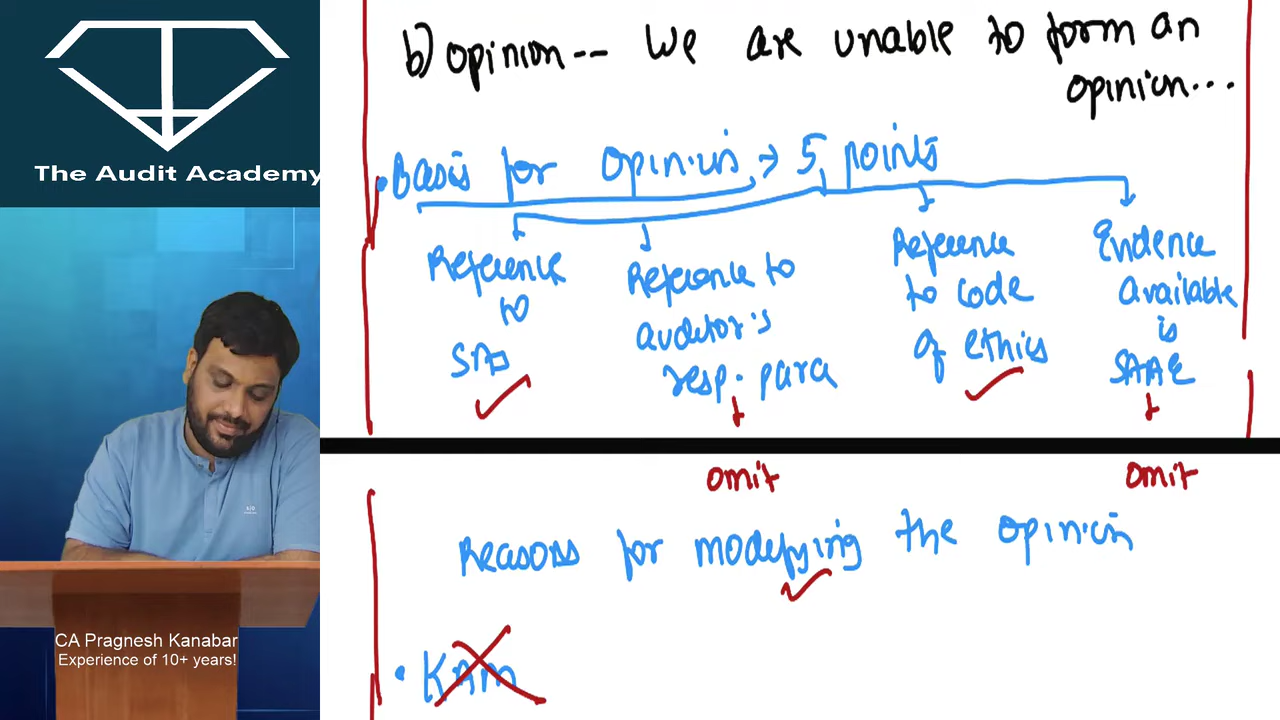 The Audit Academy
b) opinion-- We are unable to form an
opinion...
• Basis for opinion → 5 points
Reference
to
SAs
Reference to
auditor's
resp. para
Reference
to code
of ethics
Evidence
available
is
SAAE
omit
omit
Reasons for modifying the opinion
• KAM
CA Pragnesh Kanabar
Experience of 10+ years!